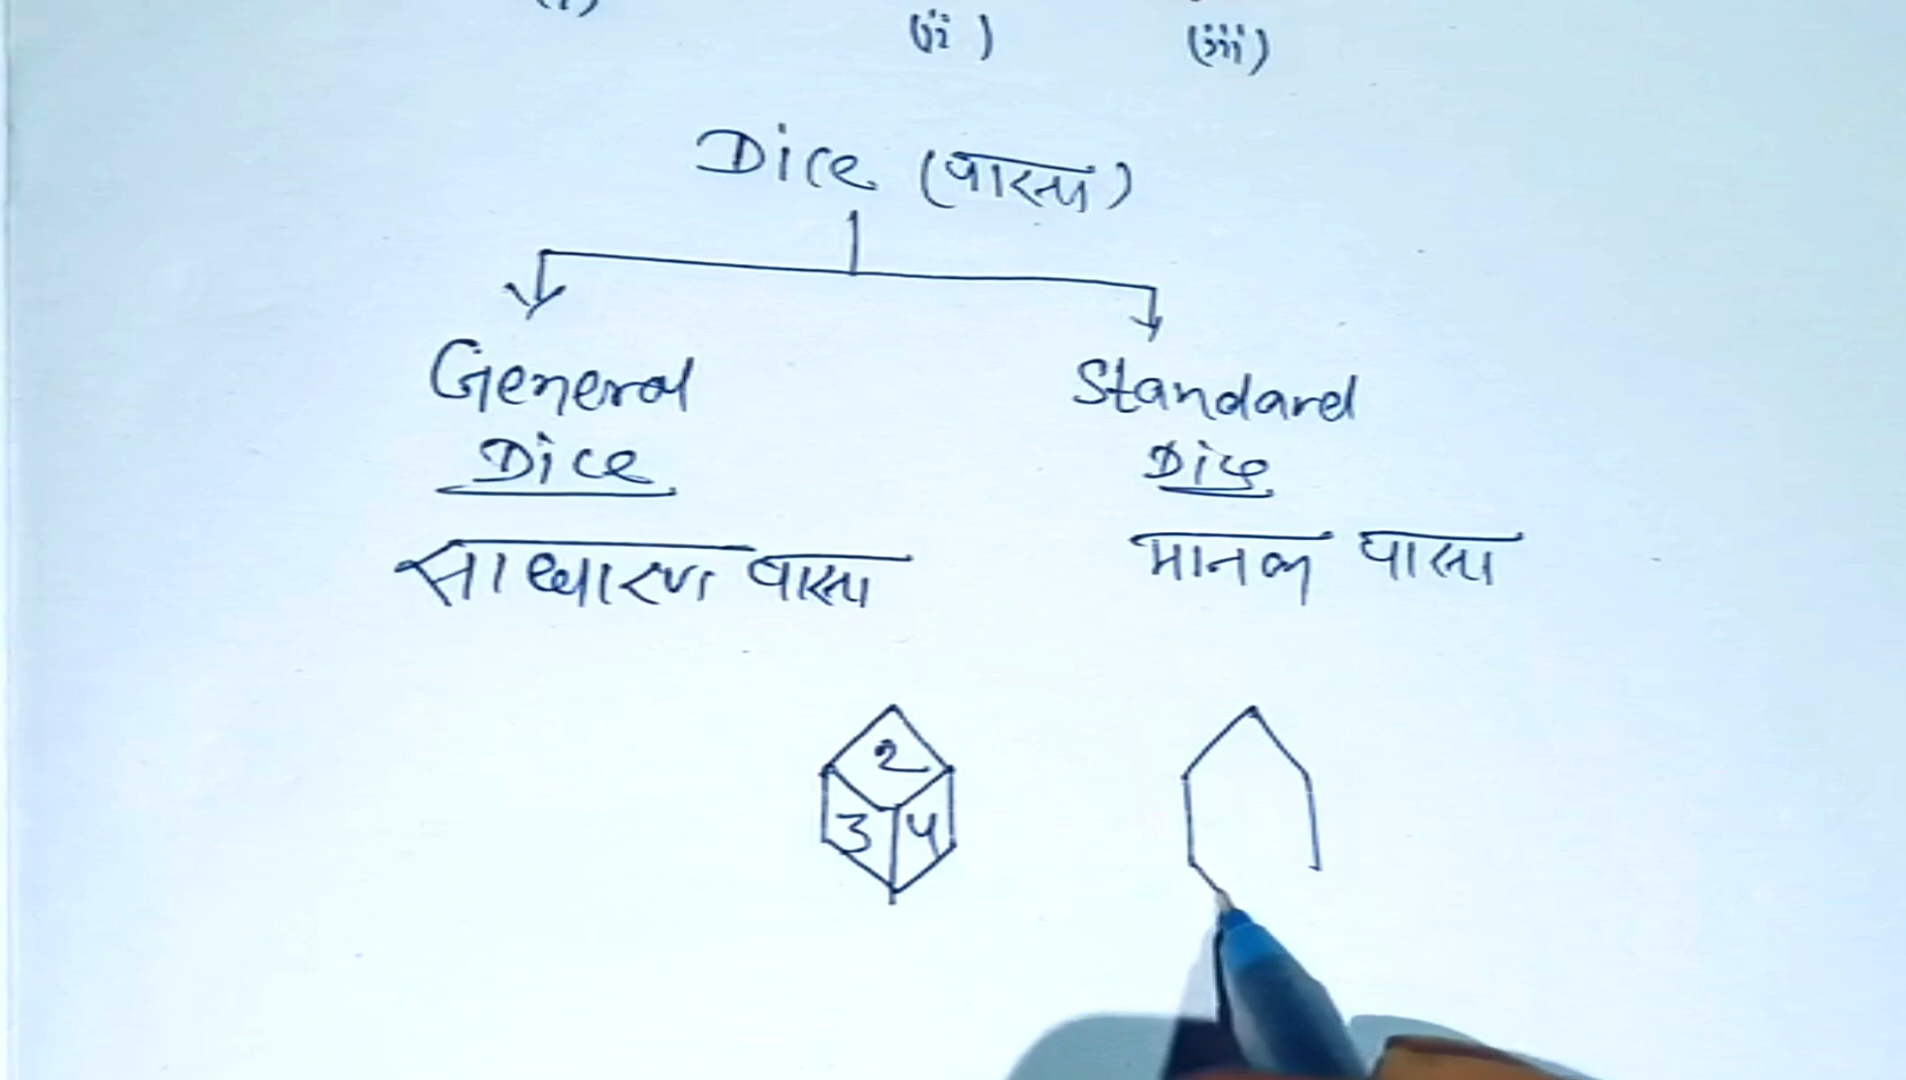 (ii) (iii)
Dice (पासा)
General Standard
Dice Dice
साधारण पासा मानक पासा
2
3 4